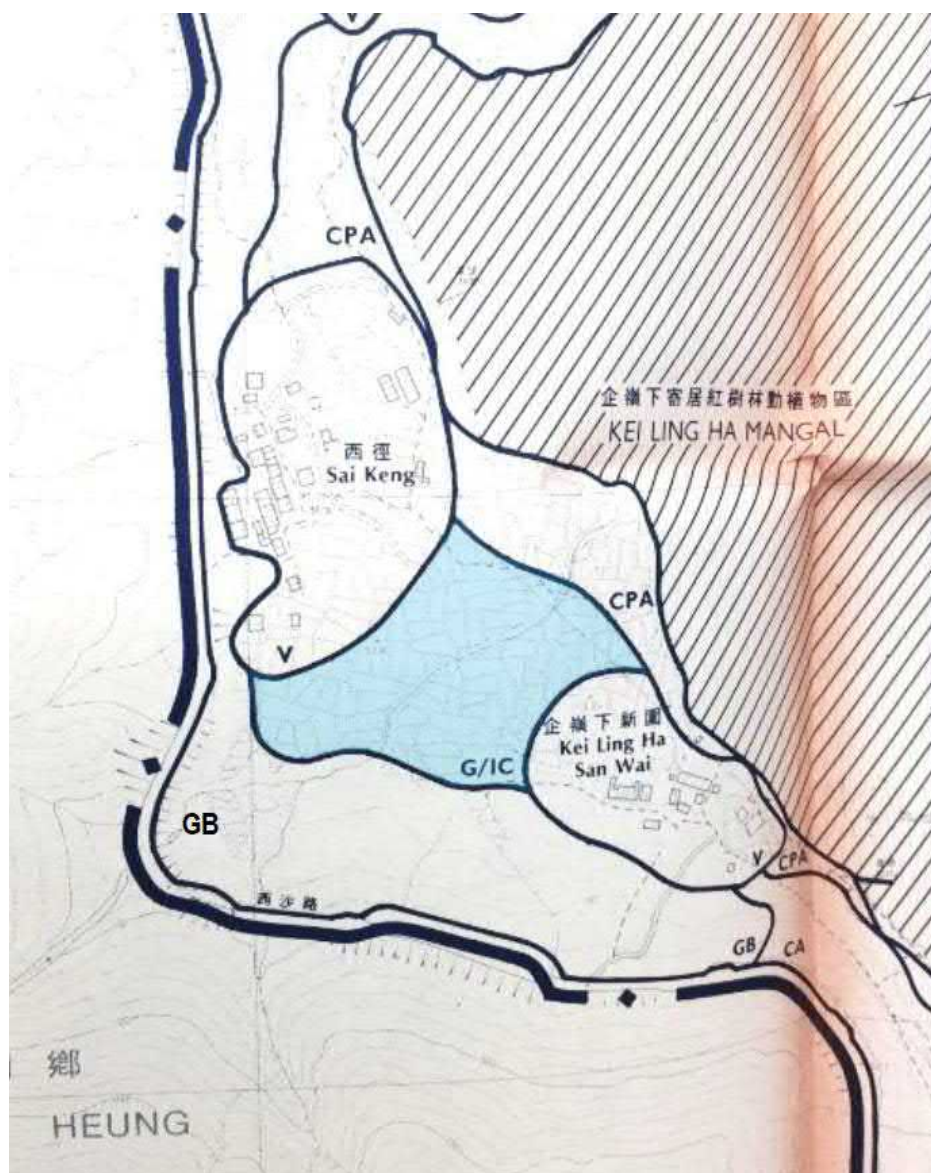 V
CPA
企嶺下寄居紅樹林動植物區
KEI LING HA MANGAL
西徑
Sai Keng
CPA
V
企嶺下新圍
Kei Ling Ha
San Wai
G/IC
GB
V
CPA
西沙路
GB
CA
鄉
HEUNG